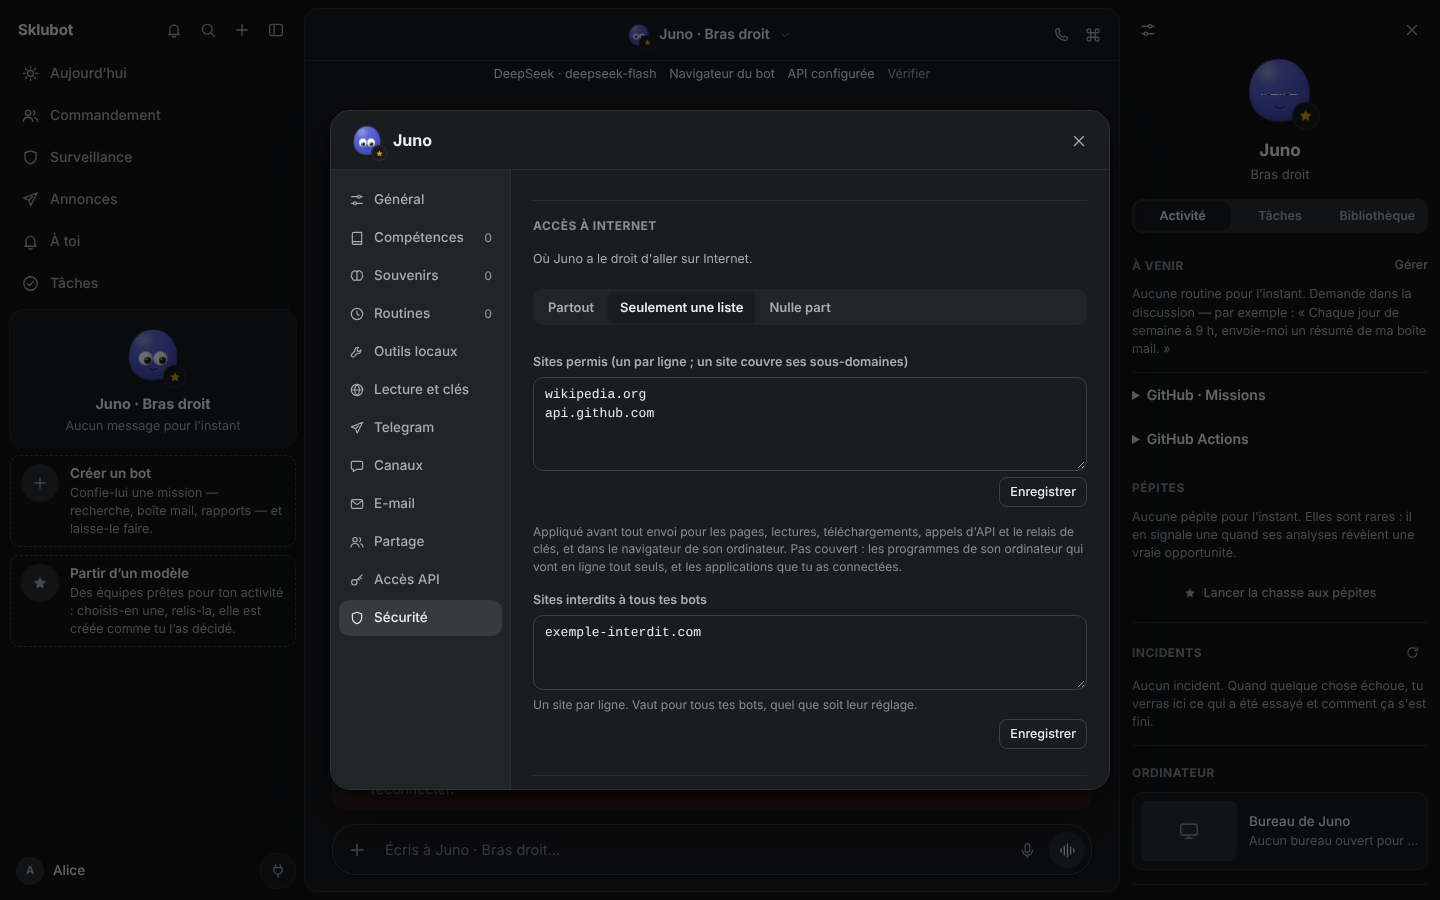 Sklubot
Aujourd'hui
Commandement
Surveillance
Annonces
À toi
Tâches
Juno · Bras droit
Aucun message pour l'instant
Créer un bot
Confie-lui une mission —
recherche, boîte mail, rapports — et
laisse-le faire.
Partir d'un modèle
Des équipes prêtes pour ton activité
: choisis-en une, relis-la, elle est
créée comme tu l'as décidé.
A
Alice
Juno · Bras droit
DeepSeek · deepseek-flash
Navigateur du bot
API configurée
Vérifier
Juno
Général
Compétences 0
Souvenirs 0
Routines 0
Outils locaux
Lecture et clés
Telegram
Canaux
E-mail
Partage
Accès API
Sécurité
ACCÈS À INTERNET
Où Juno a le droit d'aller sur Internet.
Partout
Seulement une liste
Nulle part
Sites permis (un par ligne ; un site couvre ses sous-domaines)
wikipedia.org
api.github.com
Enregistrer
Appliqué avant tout envoi pour les pages, lectures, téléchargements, appels d'API et le relais de
clés, et dans le navigateur de son ordinateur. Pas couvert : les programmes de son ordinateur qui
vont en ligne tout seuls, et les applications que tu as connectées.
Sites interdits à tous tes bots
exemple-interdit.com
Un site par ligne. Vaut pour tous tes bots, quel que soit leur réglage.
Enregistrer
reconnecter.
Écris à Juno · Bras droit...
Juno
Bras droit
Activité
Tâches
Bibliothèque
À VENIR
Gérer
Aucune routine pour l'instant. Demande dans la
discussion — par exemple : « Chaque jour de
semaine à 9 h, envoie-moi un résumé de ma boîte
mail. »
GitHub · Missions
GitHub Actions
PÉPITES
Aucune pépite pour l'instant. Elles sont rares : il
en signale une quand ses analyses révèlent une
vraie opportunité.
Lancer la chasse aux pépites
INCIDENTS
Aucun incident. Quand quelque chose échoue, tu
verras ici ce qui a été essayé et comment ça s'est
fini.
ORDINATEUR
Bureau de Juno
Aucun bureau ouvert pour ...